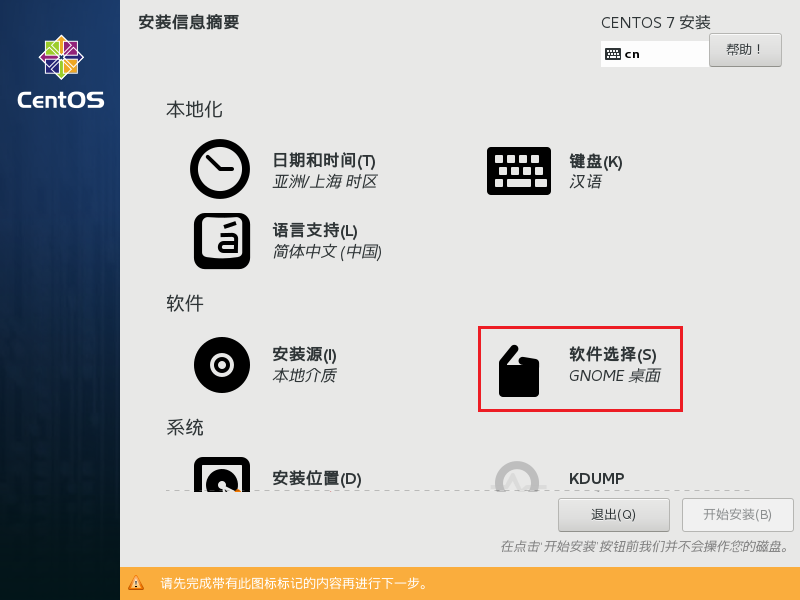 安装信息摘要
CENTOS 7 安装
cn
帮助！
CentOS
本地化
日期和时间(T)
亚洲/上海 时区
键盘(K)
汉语
á
语言支持(L)
简体中文 (中国)
软件
安装源(I)
本地介质
软件选择(S)
GNOME 桌面
系统
安装位置(D)
KDUMP
退出(Q)
开始安装(B)
在点击'开始安装'按钮前我们并不会操作您的磁盘。
请先完成带有此图标标记的内容再进行下一步。